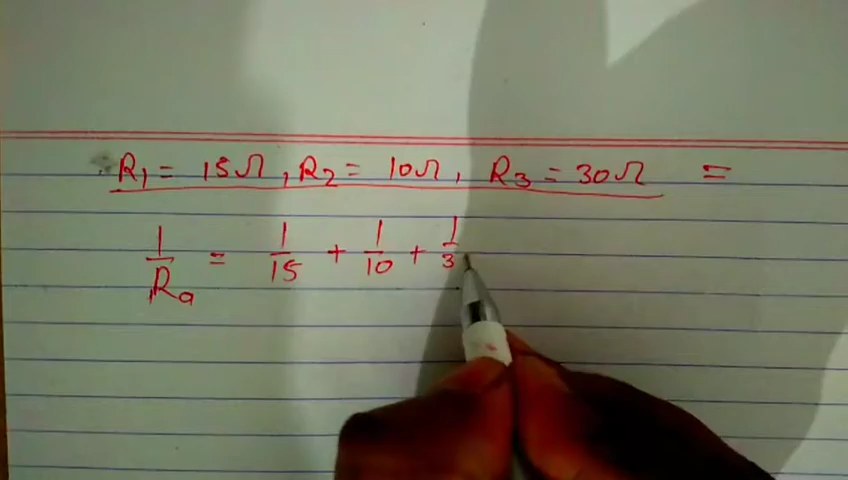 R1 = 15Ω, R2 = 10Ω, R3 = 30Ω =
1/Ra = 1/15 + 1/10 + 1/3